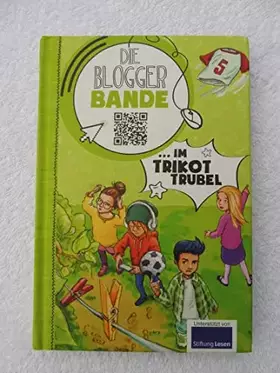 DIE
BLOGGER
BANDE
5
... IM
TRIKOT
TRUBEL
Unterstützt von
Stiftung Lesen